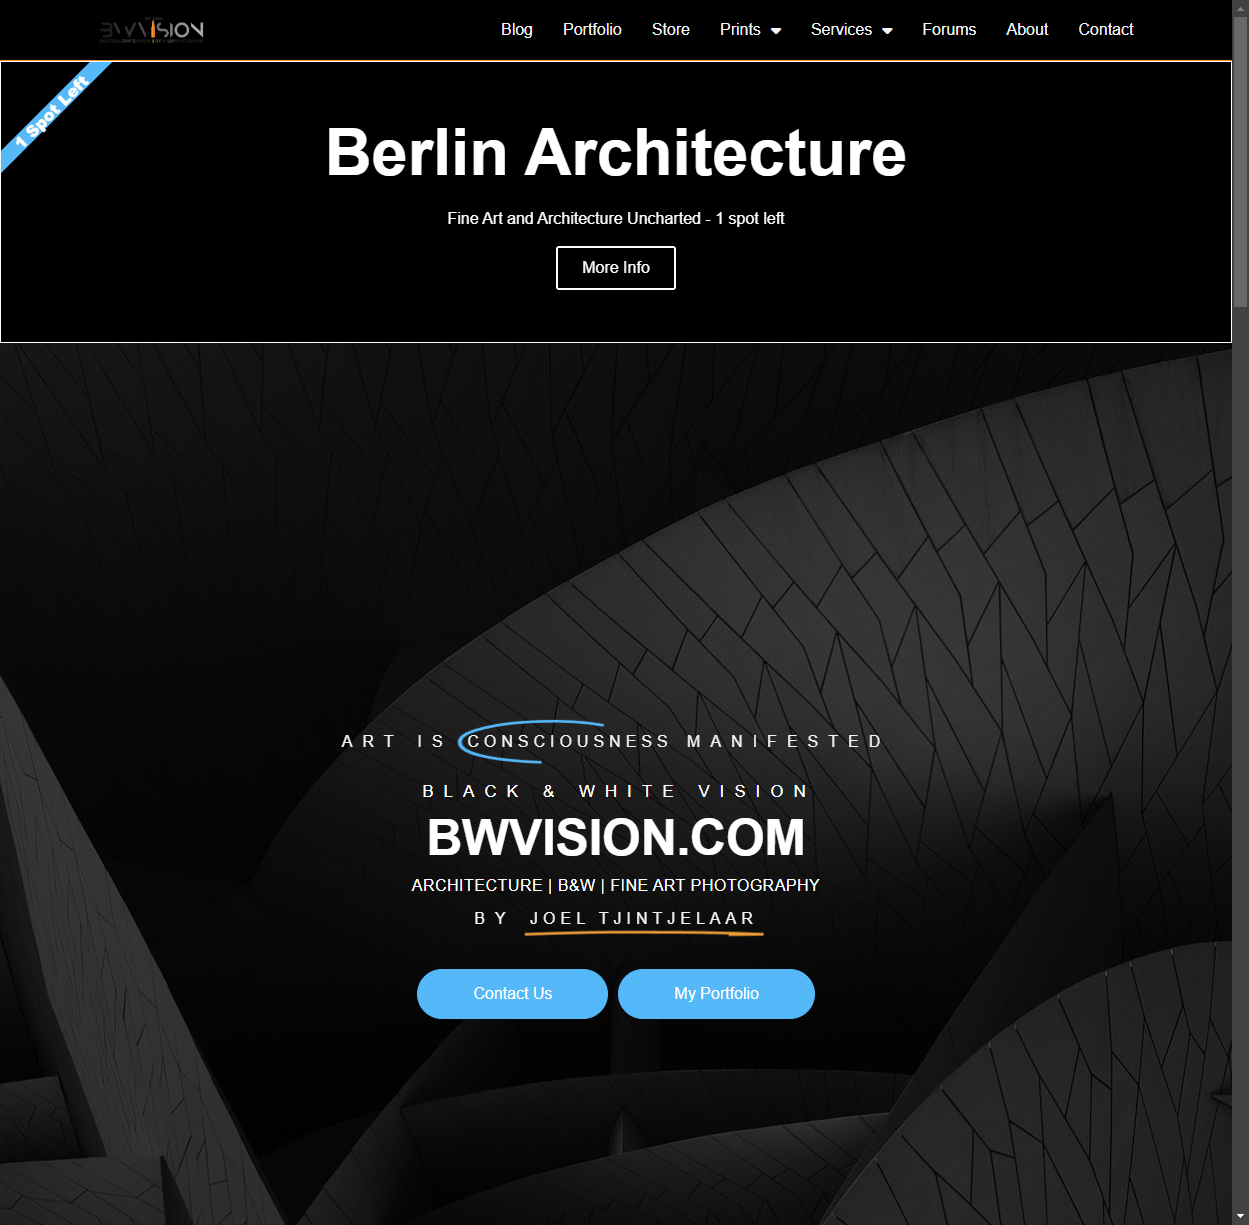 BWVISION
Blog Portfolio Store Prints Services Forums About Contact
1 Spot Left
Berlin Architecture
Fine Art and Architecture Uncharted - 1 spot left
More Info
ART IS CONSCIOUSNESS MANIFESTED
BLACK & WHITE VISION
BWVISION.COM
ARCHITECTURE | B&W | FINE ART PHOTOGRAPHY
BY JOEL TJINTJELAAR
Contact Us My Portfolio